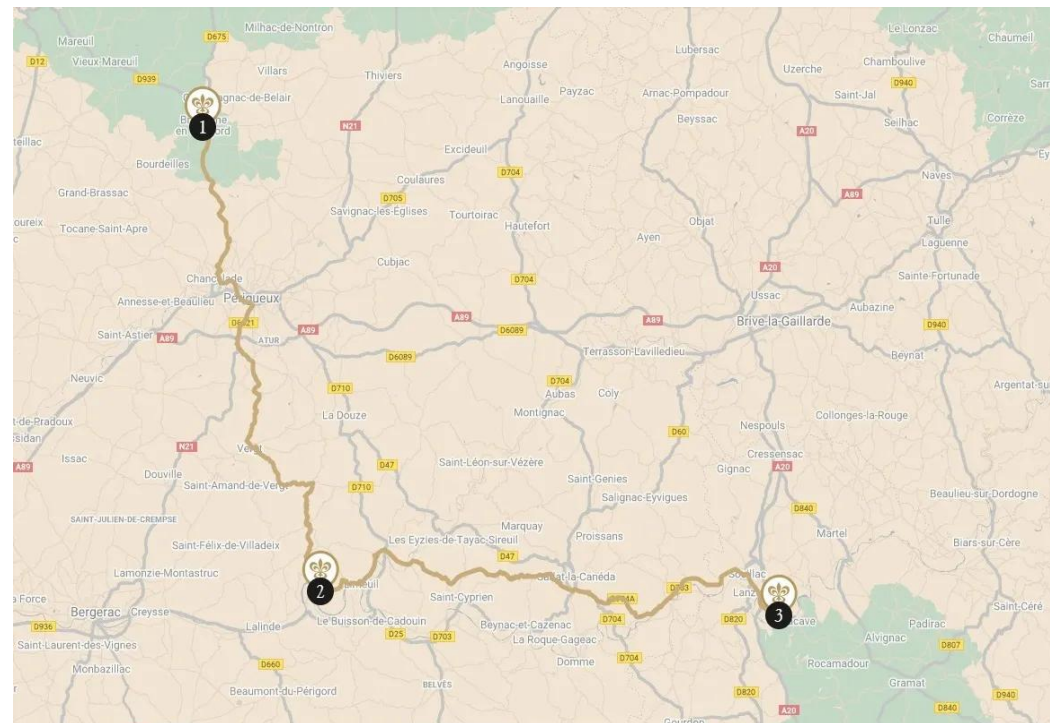 Milhac-de-Nontron
Le Lonzac
D675
Mareuil
Chaumeil
Lubersac
D12
Vieux-Mareuil
Chamboulive
Angoisse
Villars
Uzerche
Thiviers
D939
D940
Payzac
Arnac-Pompadour
Saint-Jal
Lanouaille
Corrèze
Beyssac
Seilhac
N21
1
A20
Excideuil
Bourdeilles
D704
Naves
Coulaures
Grand-Brassac
A89
D705
Savignac-les-Églises
Tourtoirac
Objat
Tulle
Hautefort
Tocane-Saint-Apre
Ayen
Laguenne
Cubjac
A20
Sainte-Fortunade
D704
Ussac
Annesse-et-Beaulieu
Périgueux
Aubazine
A89
A89
Brive-la-Gaillarde
D940
A89
D6089
Saint-Astier
A89
ATUR
Terrasson-Lavilledieu
D6089
Beynat
Neuvic
D704
D710
Aubas
Coly
Argentat-su
Montignac
La Douze
Collonges-la-Rouge
t-de-Pradoux
Nespouls
D60
sidan
N21
Vergt
Cressensac
Issac
Saint-Léon-sur-Vézère
A89
D47
A20
Gignac
Douville
Saint-Genies
Saint-Amand-de-Vergt
D710
Salignac-Eyvigues
Beaulieu-sur-Dordogne
D840
SAINT-JULIEN-DE-CREMPSE
Marquay
Martel
Proissans
Les Eyzies-de-Tayac-Sireuil
Biars-sur-Cère
Saint-Félix-de-Villadeix
D47
Lamonzie-Montastruc
D703
2
a Force
Saint-Cyprien
Saint-Céré
Bergerac
Creysse
3
D704
D820
Padirac
D936
Lalinde
Le Buisson-de-Cadouin
Beynac-et-Cazenac
D25
D703
Alvignac
Saint-Laurent-des-Vignes
La Roque-Gageac
D807
D660
D704
Domme
Rocamadour
Monbazillac
BELVÈS
Gramat
Beaumont-du-Périgord
D820
D940
A20
D840